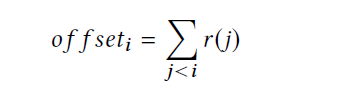 offset_i = ∑_{j<i} r(j)